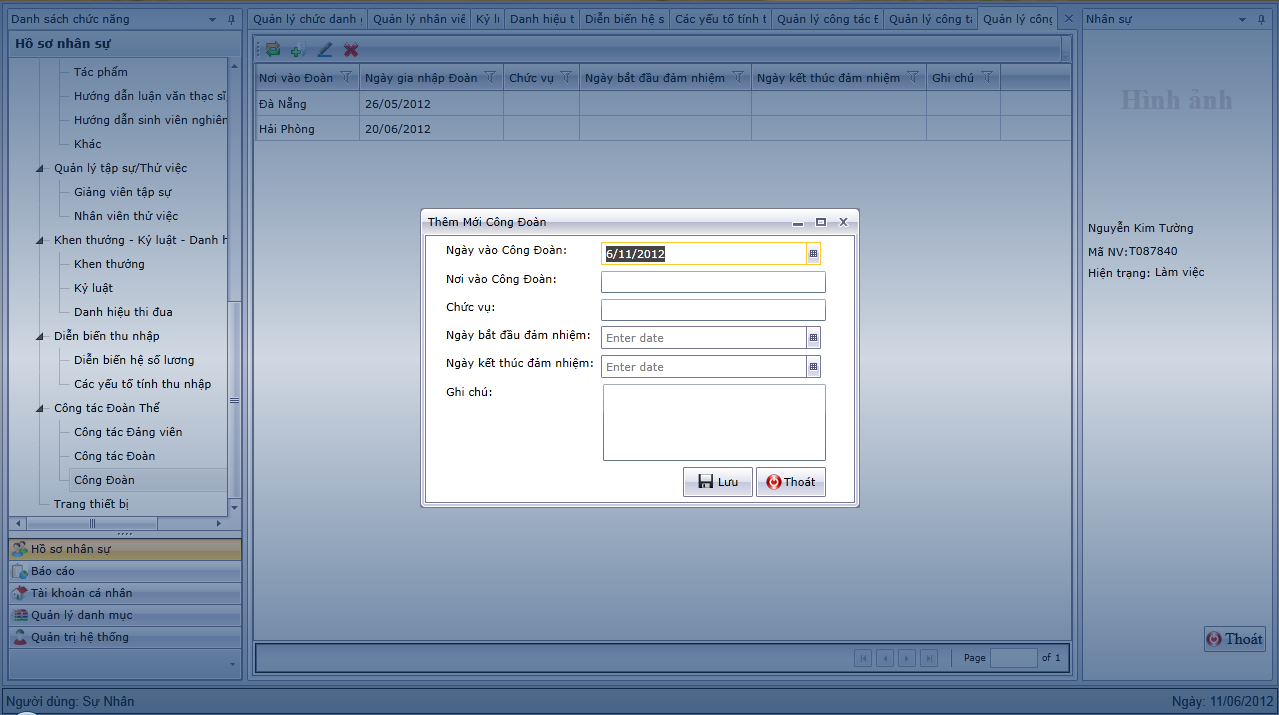 Danh sách chức năng
Hồ sơ nhân sự
Tác phẩm
Hướng dẫn luận văn thạc sĩ,
Hướng dẫn sinh viên nghiên
Khác
Quản lý tập sự/Thử việc
Giảng viên tập sự
Nhân viên thử việc
Khen thưởng - Kỷ luật - Danh h
Khen thưởng
Kỷ luật
Danh hiệu thi đua
Diễn biến thu nhập
Diễn biến hệ số lương
Các yếu tố tính thu nhập
Công tác Đoàn Thể
Công tác Đảng viên
Công tác Đoàn
Công Đoàn
Trang thiết bị
Hồ sơ nhân sự
Báo cáo
Tài khoản cá nhân
Quản lý danh mục
Quản trị hệ thống
Quản lý chức danh Quản lý nhân viê Kỷ l Danh hiệu t Diễn biến hệ s Các yếu tố tính t Quản lý công tác Đ Quản lý công tá Quản lý công
Nơi vào Đoàn Ngày gia nhập Đoàn Chức vụ Ngày bắt đầu đảm nhiệm Ngày kết thúc đảm nhiệm Ghi chú
Đà Nẵng 26/05/2012
Hải Phòng 20/06/2012
Thêm Mới Công Đoàn
Ngày vào Công Đoàn: 6/11/2012
Nơi vào Công Đoàn:
Chức vụ:
Ngày bắt đầu đảm nhiệm: Enter date
Ngày kết thúc đảm nhiệm: Enter date
Ghi chú:
Lưu Thoát
Page of 1
Nhân sự
Hình ảnh
Nguyễn Kim Tường
Mã NV:T087840
Hiện trạng: Làm việc
Thoát
Người dùng: Sự Nhân Ngày: 11/06/2012